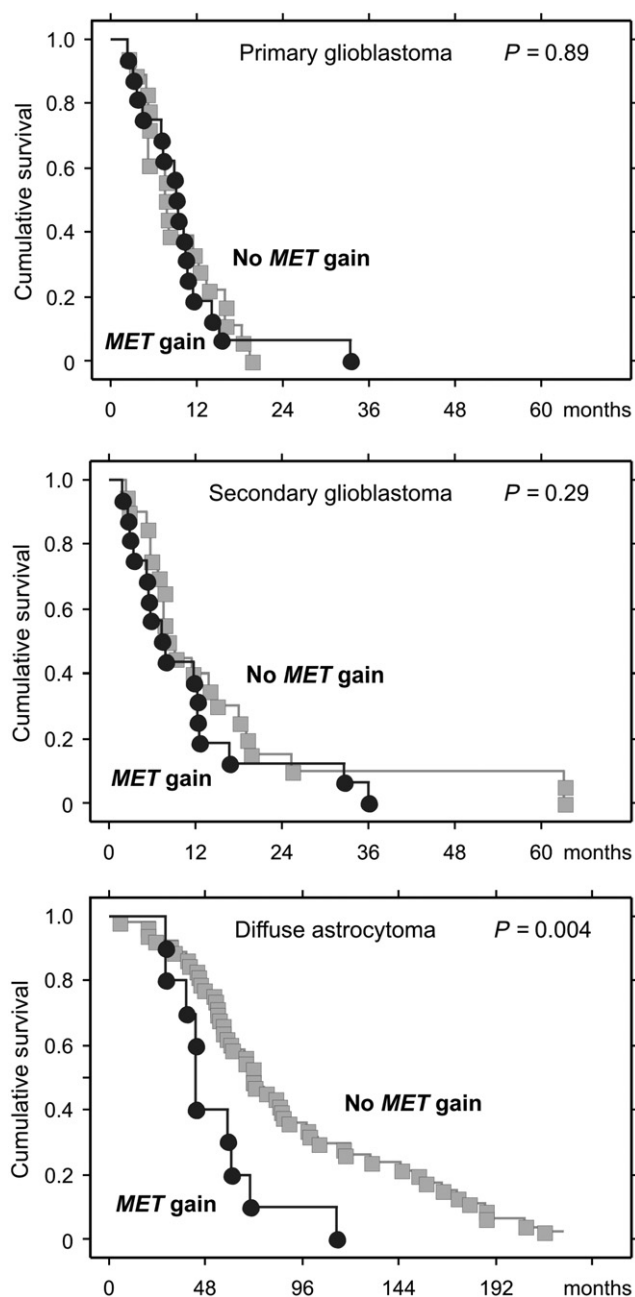 Primary glioblastoma P = 0.89
Cumulative survival
1.0
0.8
0.6
0.4
0.2
0
No MET gain
MET gain
0 12 24 36 48 60 months
Secondary glioblastoma P = 0.29
Cumulative survival
1.0
0.8
0.6
0.4
0.2
0
No MET gain
MET gain
0 12 24 36 48 60 months
Diffuse astrocytoma P = 0.004
Cumulative survival
1.0
0.8
0.6
0.4
0.2
0
No MET gain
MET gain
0 48 96 144 192 months